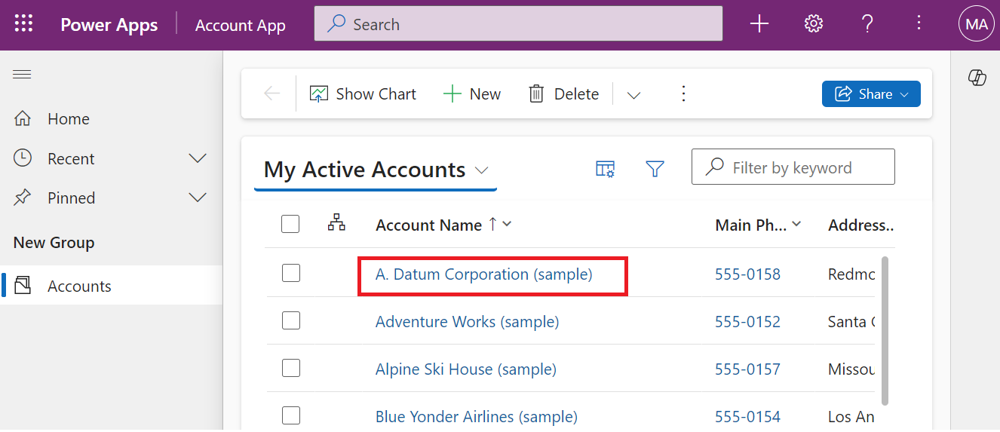 Power Apps Account App Search MA
Show Chart New Delete Share
Home
Recent
Pinned
New Group
Accounts
My Active Accounts Filter by keyword
Account Name Main Ph... Address..
A. Datum Corporation (sample) 555-0158 Redmo
Adventure Works (sample) 555-0152 Santa
Alpine Ski House (sample) 555-0157 Missou
Blue Yonder Airlines (sample) 555-0154 Los An